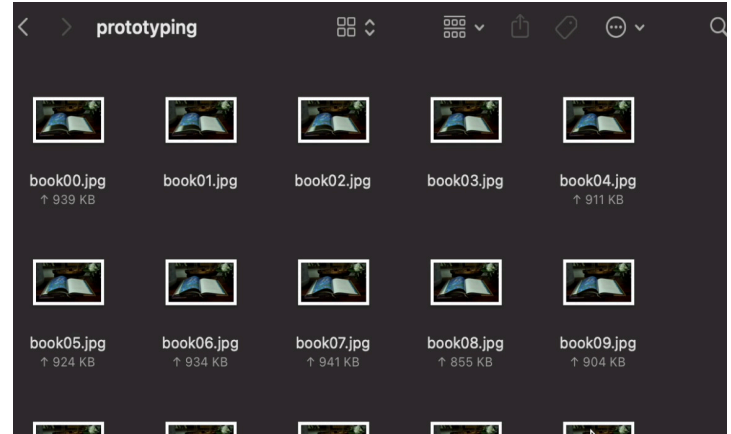 prototyping
book00.jpg book01.jpg book02.jpg book03.jpg book04.jpg
↑ 939 KB ↑ 911 KB
book05.jpg book06.jpg book07.jpg book08.jpg book09.jpg
↑ 924 KB ↑ 934 KB ↑ 941 KB ↑ 855 KB ↑ 904 KB